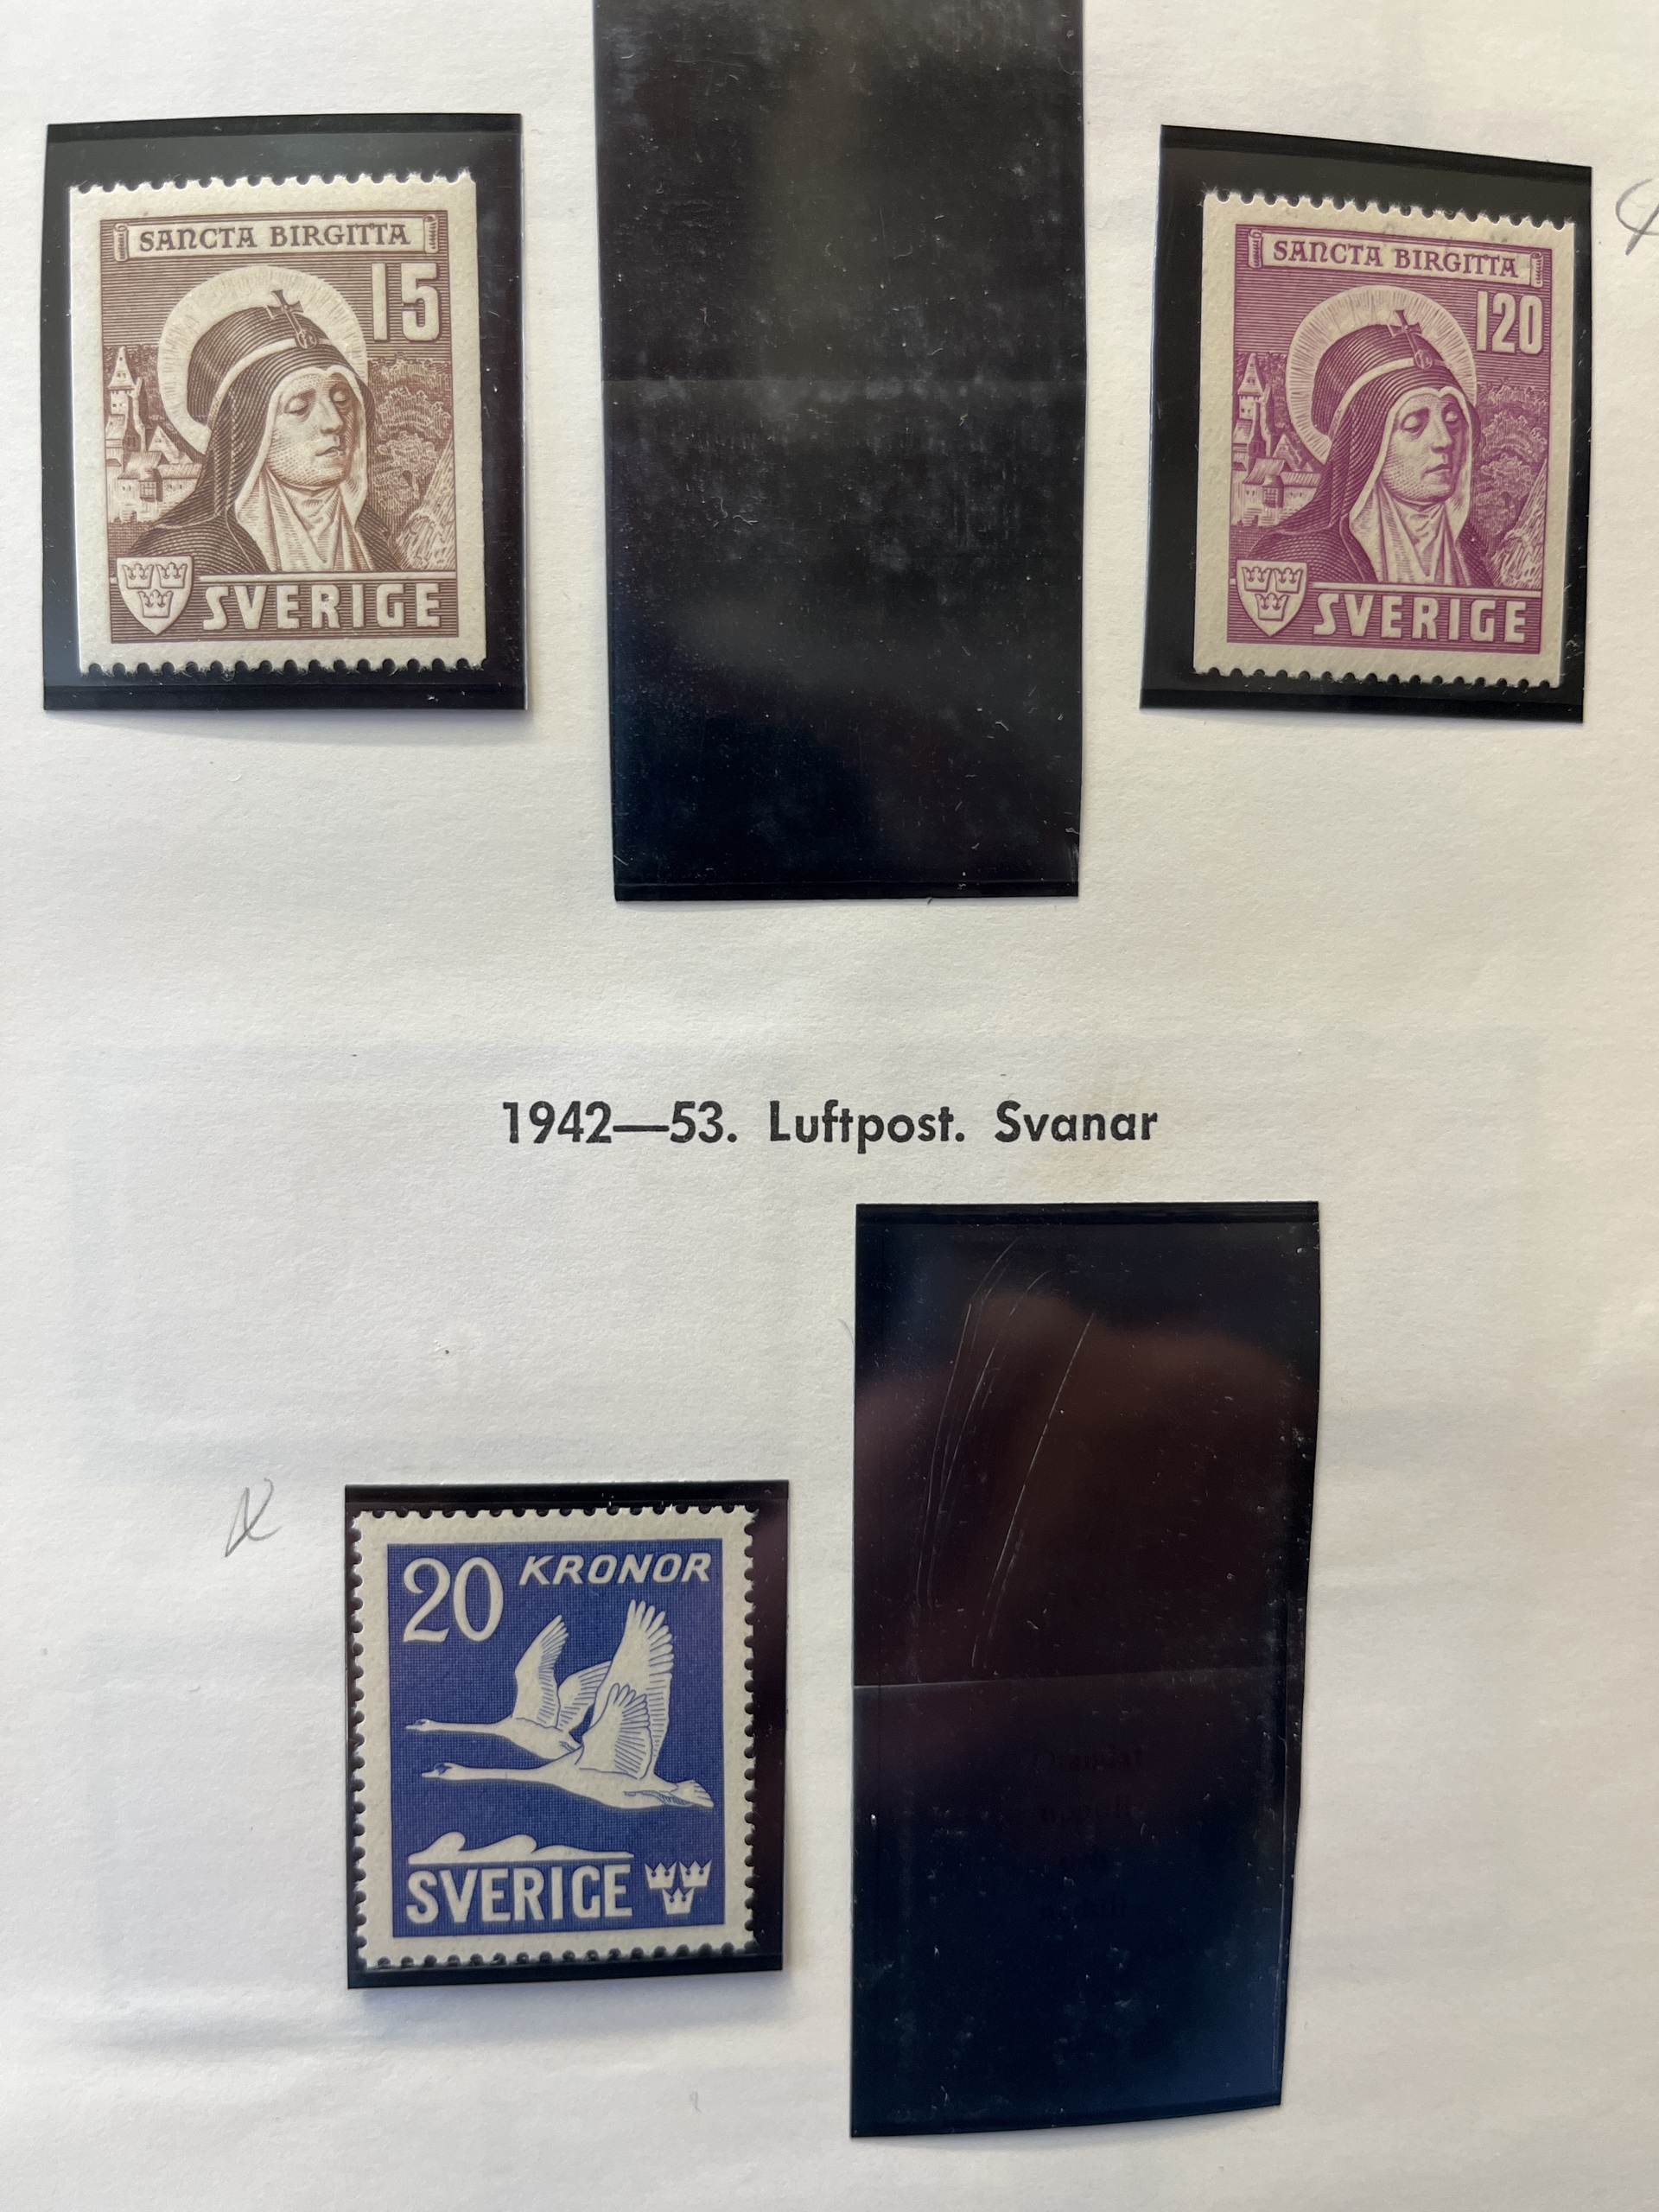 SANCTA BIRGITTA
15
SVERIGE
SANCTA BIRGITTA
120
SVERIGE
1942—53. Luftpost. Svanar
20 KRONOR
SVERIGE